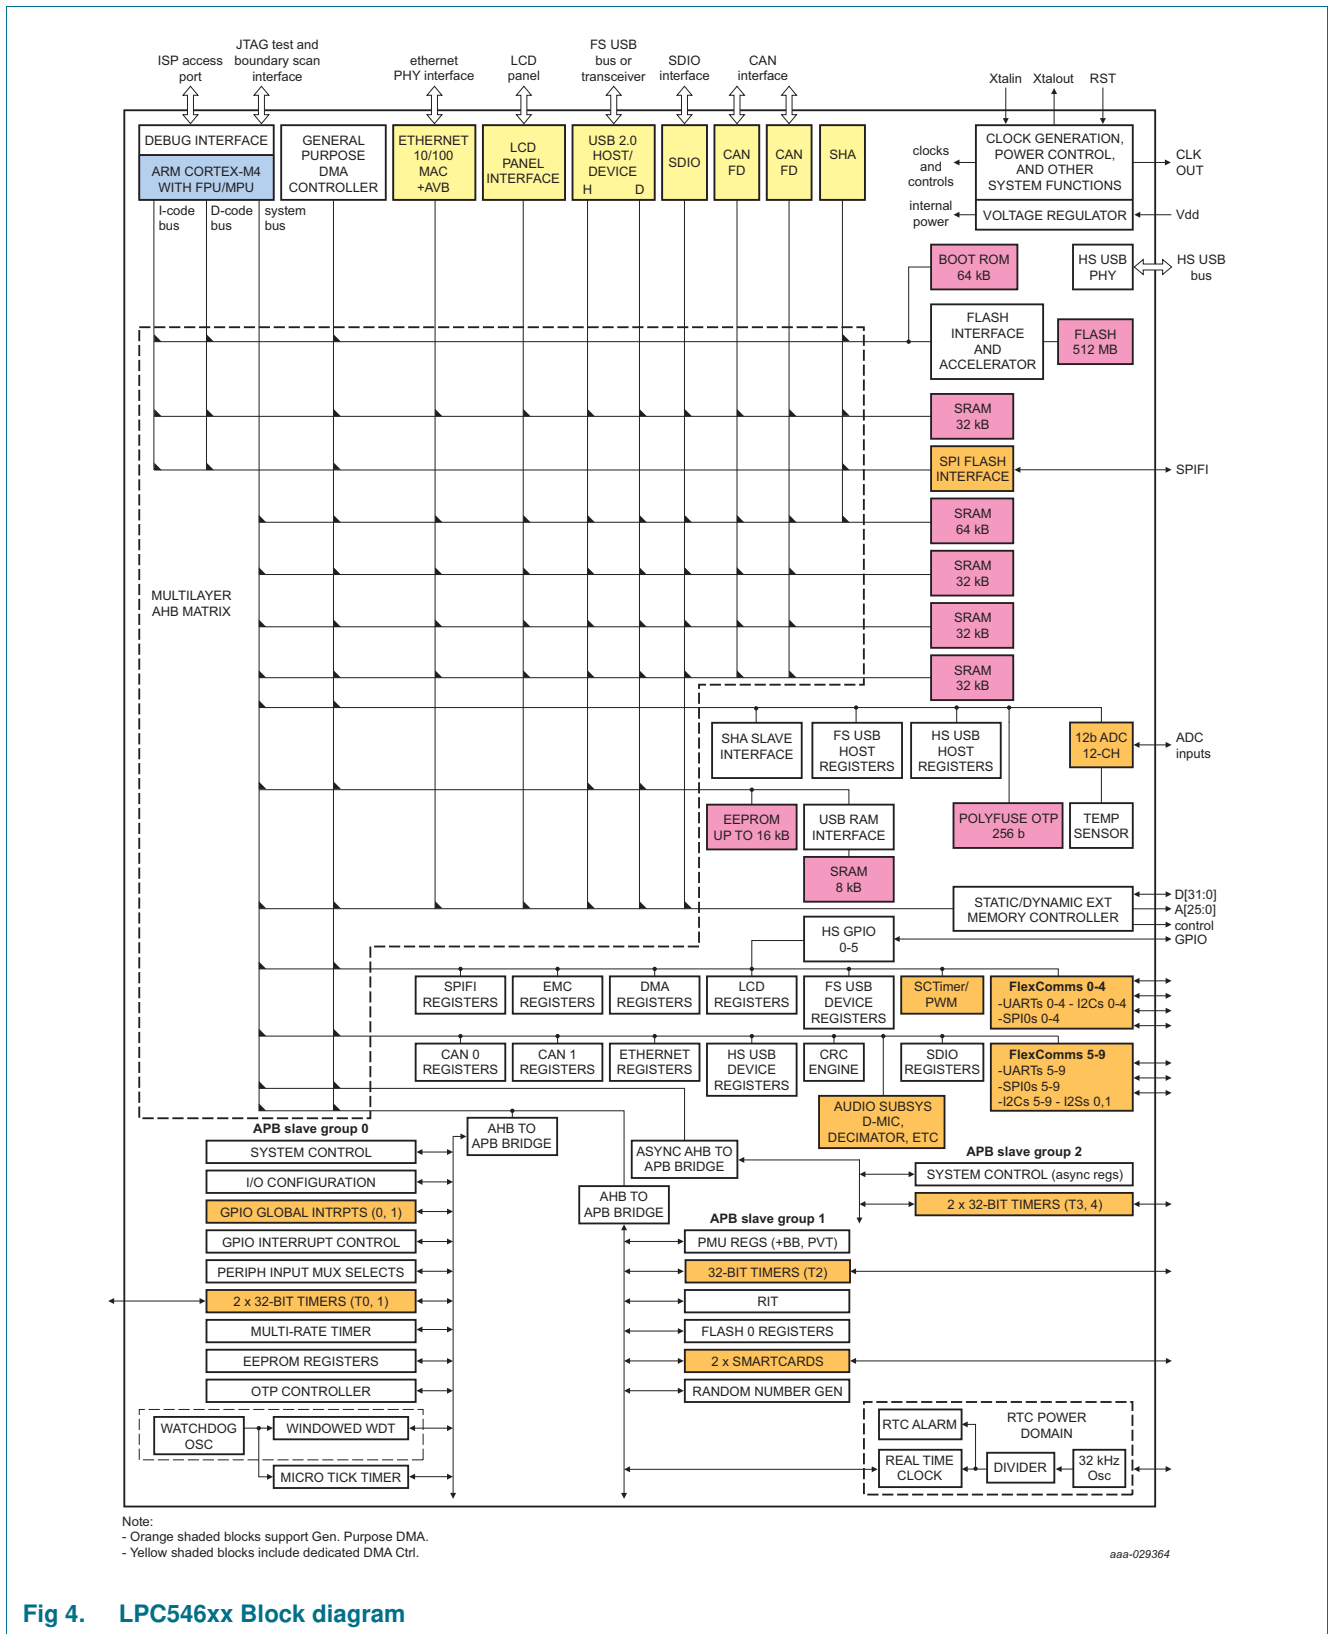 ISP access
port
JTAG test and
boundary scan
interface
ethernet
PHY interface
LCD
panel
FS USB
bus or
transceiver
SDIO
interface
CAN
interface
Xtalin
Xtalout
RST
DEBUG INTERFACE
ARM CORTEX-M4
WITH FPU/MPU
GENERAL
PURPOSE
DMA
CONTROLLER
ETHERNET
10/100
MAC
+AVB
LCD
PANEL
INTERFACE
USB 2.0
HOST/
DEVICE
H D
SDIO
CAN
FD
CAN
FD
SHA
clocks
and
controls
CLOCK GENERATION,
POWER CONTROL,
AND OTHER
SYSTEM FUNCTIONS
CLK
OUT
internal
power
VOLTAGE REGULATOR
Vdd
I-code
bus
D-code
bus
system
bus
BOOT ROM
64 kB
HS USB
PHY
HS USB
bus
FLASH
INTERFACE
AND
ACCELERATOR
FLASH
512 MB
SRAM
32 kB
SPI FLASH
INTERFACE
SPIFI
SRAM
64 kB
SRAM
32 kB
MULTILAYER
AHB MATRIX
SRAM
32 kB
SRAM
32 kB
SHA SLAVE
INTERFACE
FS USB
HOST
REGISTERS
HS USB
HOST
REGISTERS
12b ADC
12-CH
ADC
inputs
EEPROM
UP TO 16 kB
USB RAM
INTERFACE
POLYFUSE OTP
256 b
TEMP
SENSOR
SRAM
8 kB
STATIC/DYNAMIC EXT
MEMORY CONTROLLER
D[31:0]
A[25:0]
control
GPIO
HS GPIO
0-5
SPIFI
REGISTERS
EMC
REGISTERS
DMA
REGISTERS
LCD
REGISTERS
FS USB
DEVICE
REGISTERS
SCTimer/
PWM
FlexComms 0-4
-UARTs 0-4 - I2Cs 0-4
-SPI0s 0-4
CAN 0
REGISTERS
CAN 1
REGISTERS
ETHERNET
REGISTERS
HS USB
DEVICE
REGISTERS
CRC
ENGINE
SDIO
REGISTERS
FlexComms 5-9
-UARTs 5-9
-SPI0s 5-9
-I2Cs 5-9 - I2Ss 0,1
AUDIO SUBSYS
D-MIC,
DECIMATOR, ETC
APB slave group 0
AHB TO
APB BRIDGE
ASYNC AHB TO
APB BRIDGE
AHB TO
APB BRIDGE
APB slave group 2
SYSTEM CONTROL (async regs)
2 x 32-BIT TIMERS (T3, 4)
SYSTEM CONTROL
I/O CONFIGURATION
GPIO GLOBAL INTRPTS (0, 1)
GPIO INTERRUPT CONTROL
PERIPH INPUT MUX SELECTS
2 x 32-BIT TIMERS (T0, 1)
MULTI-RATE TIMER
EEPROM REGISTERS
OTP CONTROLLER
WATCHDOG
OSC
WINDOWED WDT
MICRO TICK TIMER
APB slave group 1
PMU REGS (+BB, PVT)
32-BIT TIMERS (T2)
RIT
FLASH 0 REGISTERS
2 x SMARTCARDS
RANDOM NUMBER GEN
RTC ALARM
RTC POWER
DOMAIN
REAL TIME
CLOCK
DIVIDER
32 kHz
Osc
Note:
- Orange shaded blocks support Gen. Purpose DMA.
- Yellow shaded blocks include dedicated DMA Ctrl.
aaa-029364
Fig 4. LPC546xx Block diagram